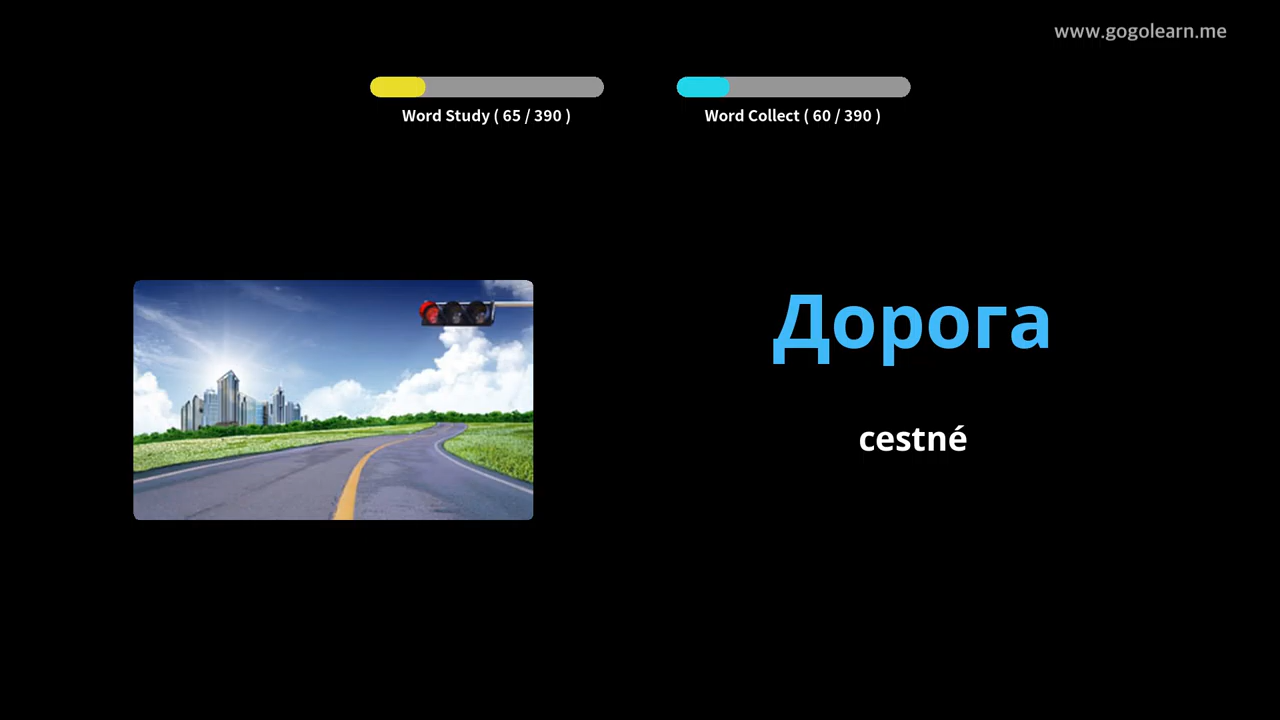 www.gogolearn.me
Word Study ( 65 / 390 )
Word Collect ( 60 / 390 )
Дорога
cestné